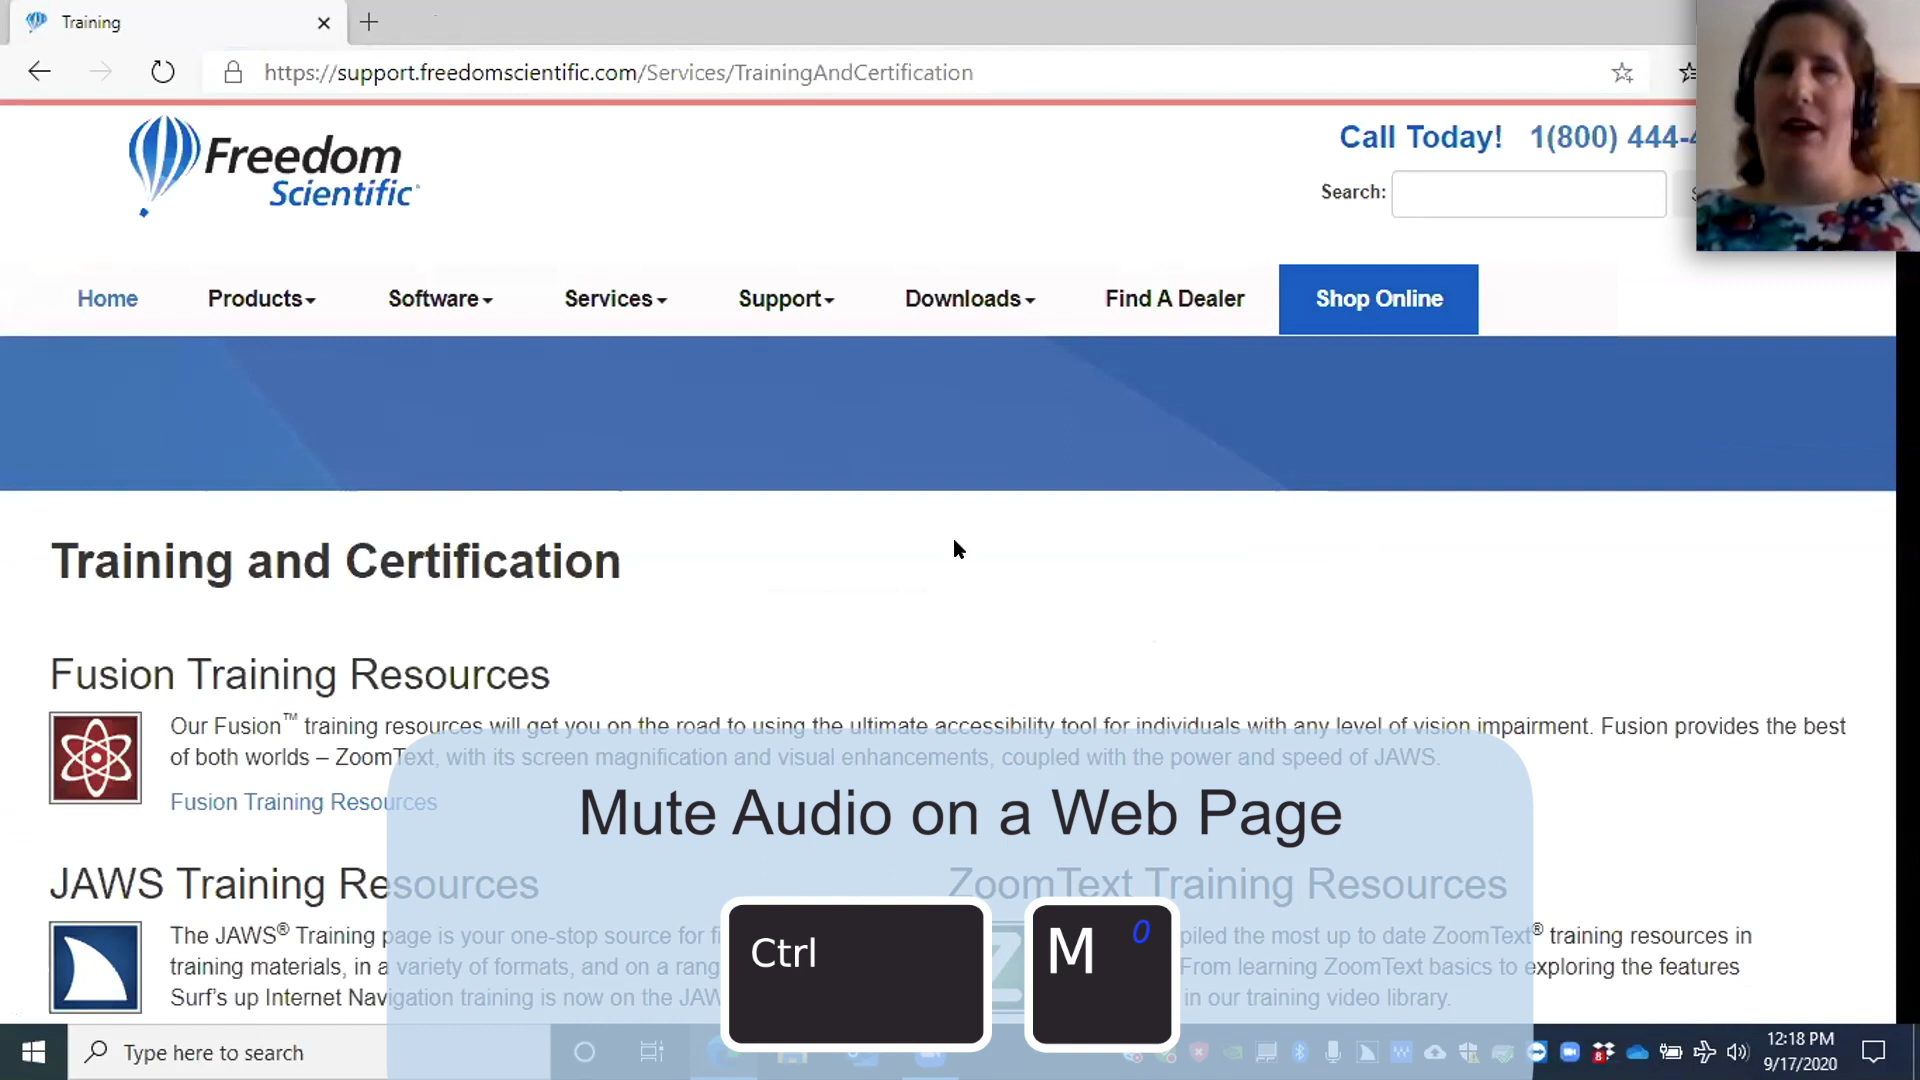 Training
https://support.freedomscientific.com/Services/TrainingAndCertification
Freedom
Scientific
Call Today! 1(800) 444-4
Search:
Home Products Software Services Support Downloads Find A Dealer Shop Online
Training and Certification
Fusion Training Resources
Our Fusion™ training resources will get you on the road to using the ultimate accessibility tool for individuals with any level of vision impairment. Fusion provides the best
of both worlds – ZoomText, with its screen magnification and visual enhancements, coupled with the power and speed of JAWS.
Fusion Training Resources
Mute Audio on a Web Page
Ctrl
M 0
JAWS Training Resources
The JAWS® Training page is your one-stop source for
training materials, in a variety of formats, and on a rang
Surf's up Internet Navigation training is now on the JAW
ZoomText Training Resources
piled the most up to date ZoomText® training resources in
From learning ZoomText basics to exploring the features
in our training video library.
Type here to search
12:18 PM
9/17/2020